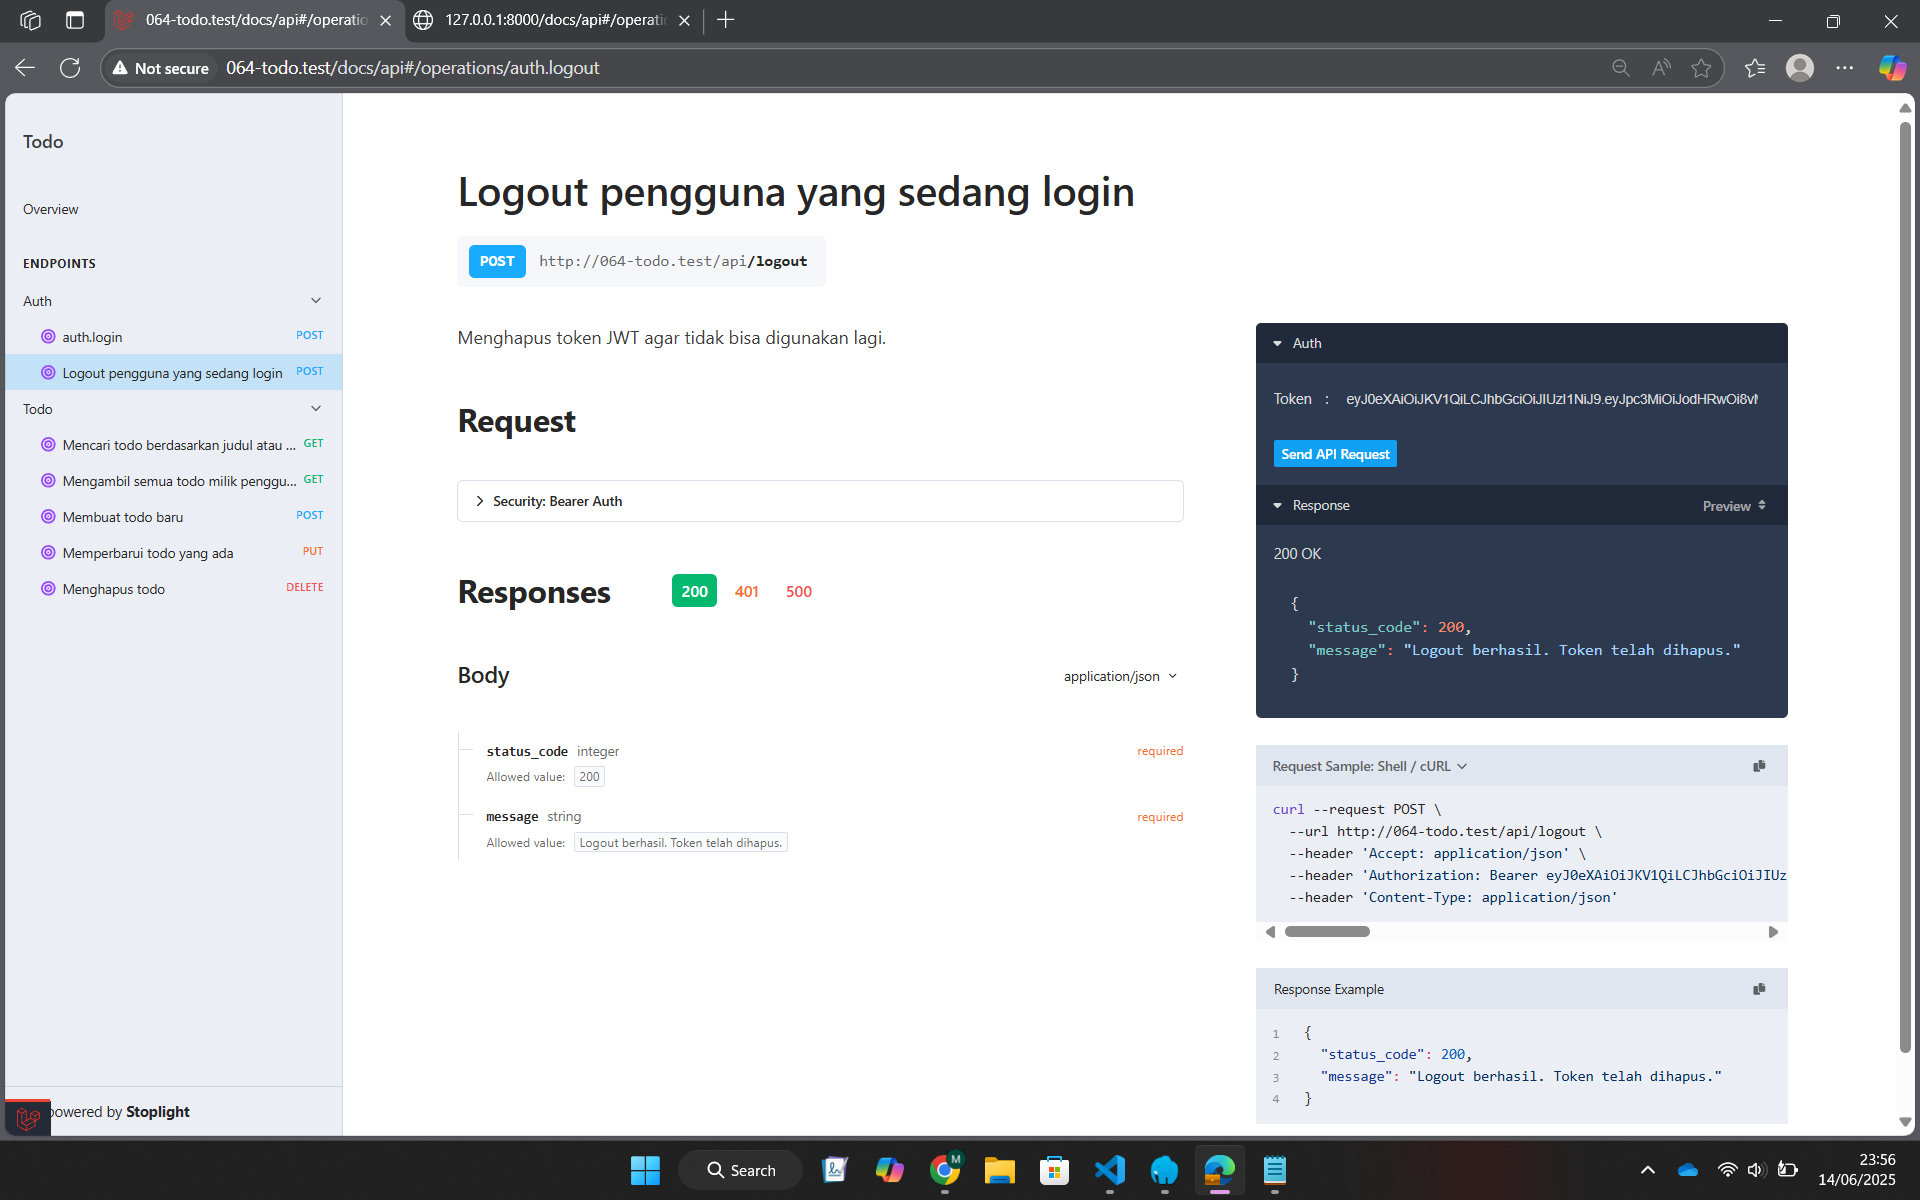 064-todo.test/docs/api#/operatio
127.0.0.1:8000/docs/api#/operati
Not secure
064-todo.test/docs/api#/operations/auth.logout
Todo
Overview
ENDPOINTS
Auth
auth.login POST
Logout pengguna yang sedang login POST
Todo
Mencari todo berdasarkan judul atau ... GET
Mengambil semua todo milik penggu... GET
Membuat todo baru POST
Memperbarui todo yang ada PUT
Menghapus todo DELETE
powered by Stoplight
Logout pengguna yang sedang login
POST http://064-todo.test/api/logout
Menghapus token JWT agar tidak bisa digunakan lagi.
Request
Security: Bearer Auth
Responses 200 401 500
Body application/json
status_code integer required
Allowed value: 200
message string required
Allowed value: Logout berhasil. Token telah dihapus.
Auth
Token : eyJ0eXAiOiJKV1QiLCJhbGciOiJIUzI1NiJ9.eyJpc3MiOiJodHRwOi8v
Send API Request
Response Preview
200 OK
{
"status_code": 200,
"message": "Logout berhasil. Token telah dihapus."
}
Request Sample: Shell / cURL
curl --request POST \
--url http://064-todo.test/api/logout \
--header 'Accept: application/json' \
--header 'Authorization: Bearer eyJ0eXAiOiJKV1QiLCJhbGciOiJIUz
--header 'Content-Type: application/json'
Response Example
1 {
2 "status_code": 200,
3 "message": "Logout berhasil. Token telah dihapus."
4 }
Search
M
23:56
14/06/2025